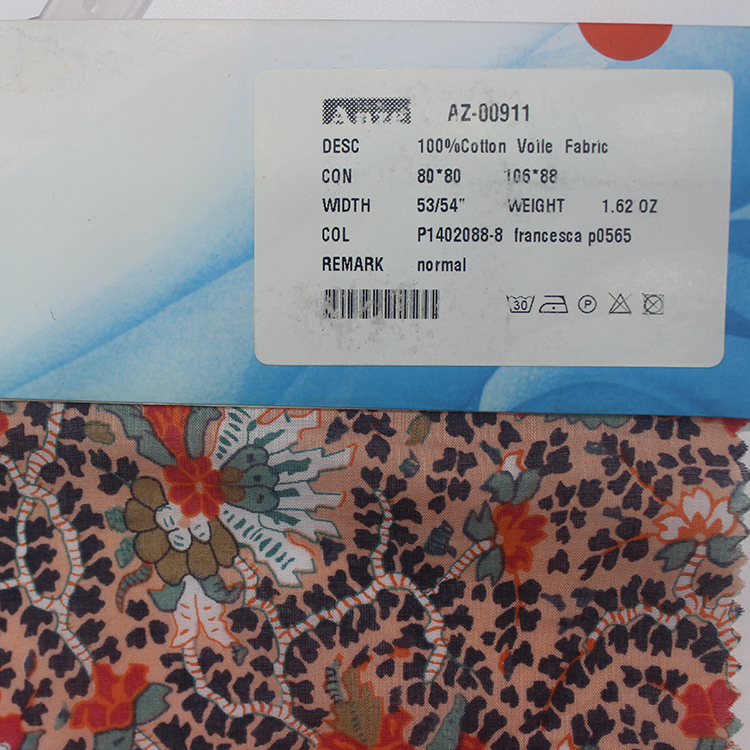 AZ-00911
DESC 100%Cotton Voile Fabric
CON 80*80 106*88
WIDTH 53/54" WEIGHT 1.62 OZ
COL P1402088-8 francesca p0565
REMARK normal
30 P